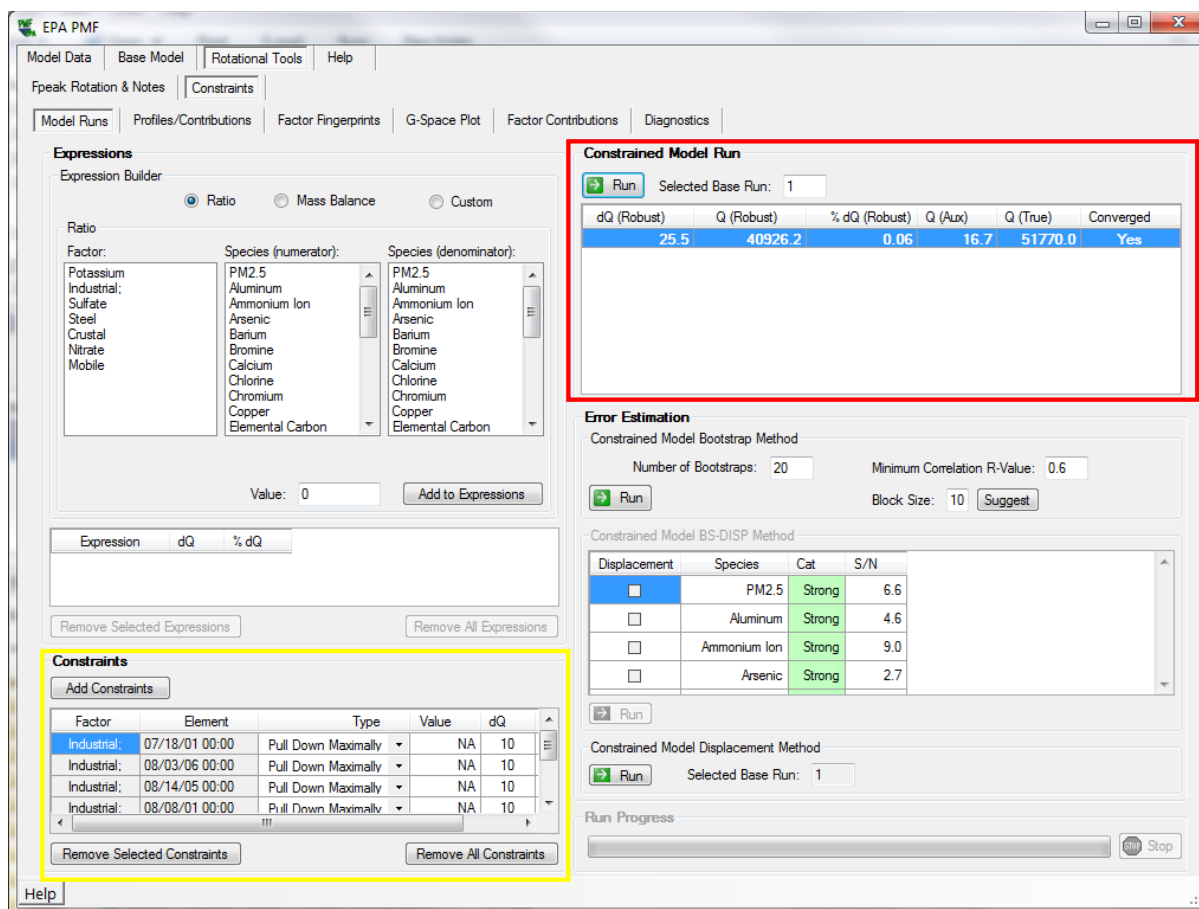 EPA PMF
Model Data Base Model Rotational Tools Help
Fpeak Rotation & Notes Constraints
Model Runs Profiles/Contributions Factor Fingerprints G-Space Plot Factor Contributions Diagnostics
Expressions
Expression Builder
Ratio Mass Balance Custom
Ratio
Factor: Species (numerator): Species (denominator):
Potassium PM2.5 PM2.5
Industrial; Aluminum Aluminum
Sulfate Ammonium Ion Ammonium Ion
Steel Arsenic Arsenic
Crustal Barium Barium
Nitrate Bromine Bromine
Mobile Calcium Calcium
Chlorine Chlorine
Chromium Chromium
Copper Copper
Elemental Carbon Elemental Carbon
Value: 0 Add to Expressions
Expression dQ % dQ
Remove Selected Expressions Remove All Expressions
Constraints
Add Constraints
Factor Element Type Value dQ
Industrial; 07/18/01 00:00 Pull Down Maximally NA 10
Industrial; 08/03/06 00:00 Pull Down Maximally NA 10
Industrial; 08/14/05 00:00 Pull Down Maximally NA 10
Industrial; 08/08/01 00:00 Pull Down Maximally NA 10
Remove Selected Constraints Remove All Constraints
Constrained Model Run
Run Selected Base Run: 1
dQ (Robust) Q (Robust) % dQ (Robust) Q (Aux) Q (True) Converged
25.5 40926.2 0.06 16.7 51770.0 Yes
Error Estimation
Constrained Model Bootstrap Method
Number of Bootstraps: 20 Minimum Correlation R-Value: 0.6
Run Block Size: 10 Suggest
Constrained Model BS-DISP Method
Displacement Species Cat S/N
PM2.5 Strong 6.6
Aluminum Strong 4.6
Ammonium Ion Strong 9.0
Arsenic Strong 2.7
Run
Constrained Model Displacement Method
Run Selected Base Run: 1
Run Progress
STOP Stop
Help